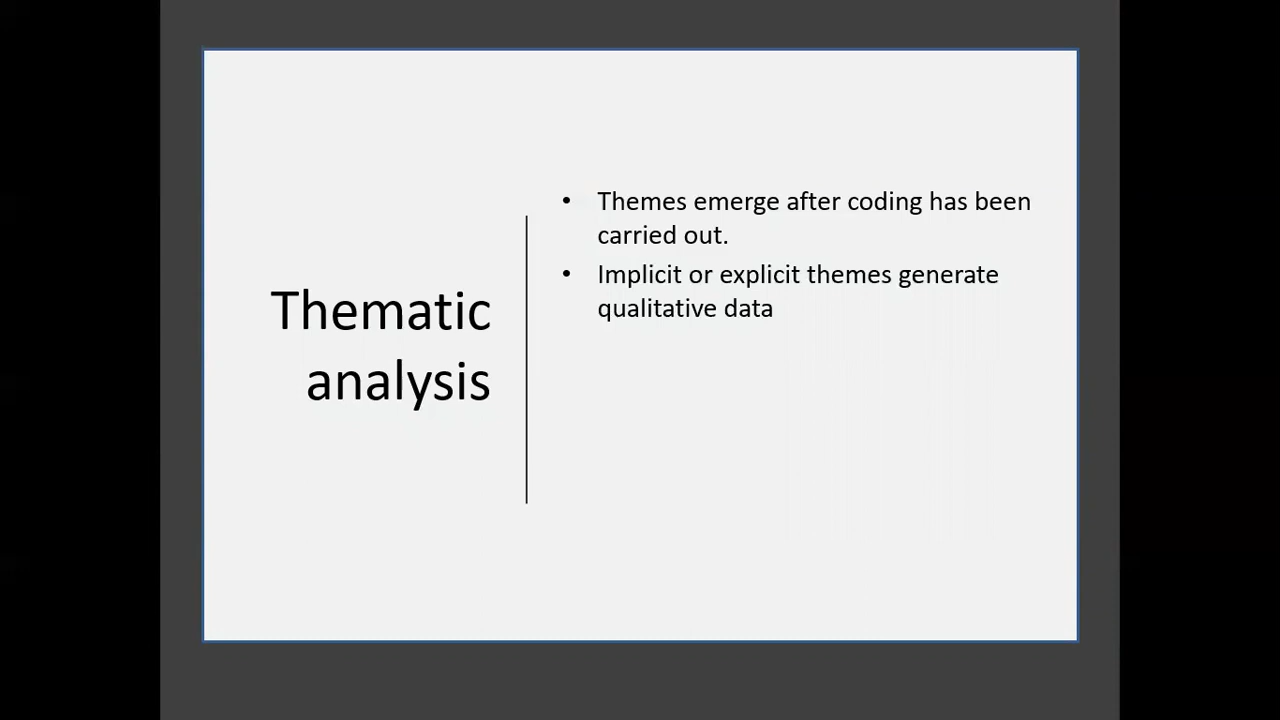 Thematic
analysis
• Themes emerge after coding has been
carried out.
• Implicit or explicit themes generate
qualitative data